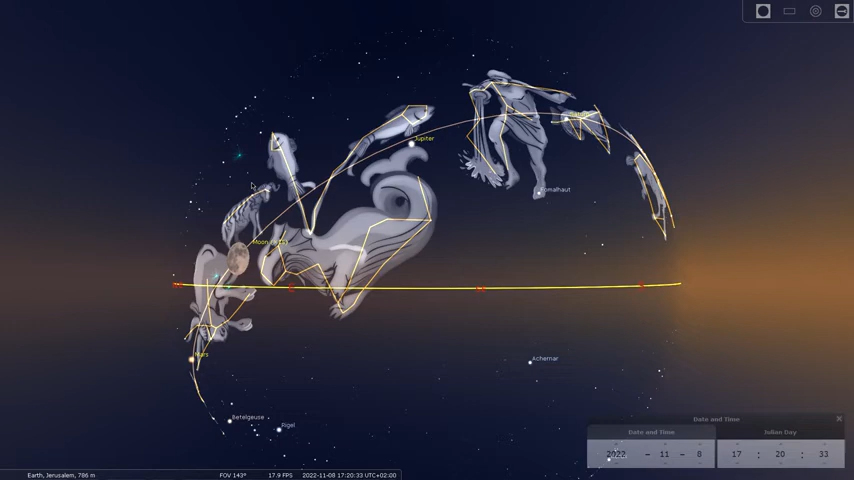 Jupiter
Saturn
Fomalhaut
Mars
Achernar
Betelgeuse
Rigel
Date and Time
Date and Time
Julian Day
2022 - 11 - 8
17 : 20 : 33
Earth, Jerusalem, 786 m
FOV 143°
17.9 FPS
2022-11-08 17:20:33 UTC+02:00